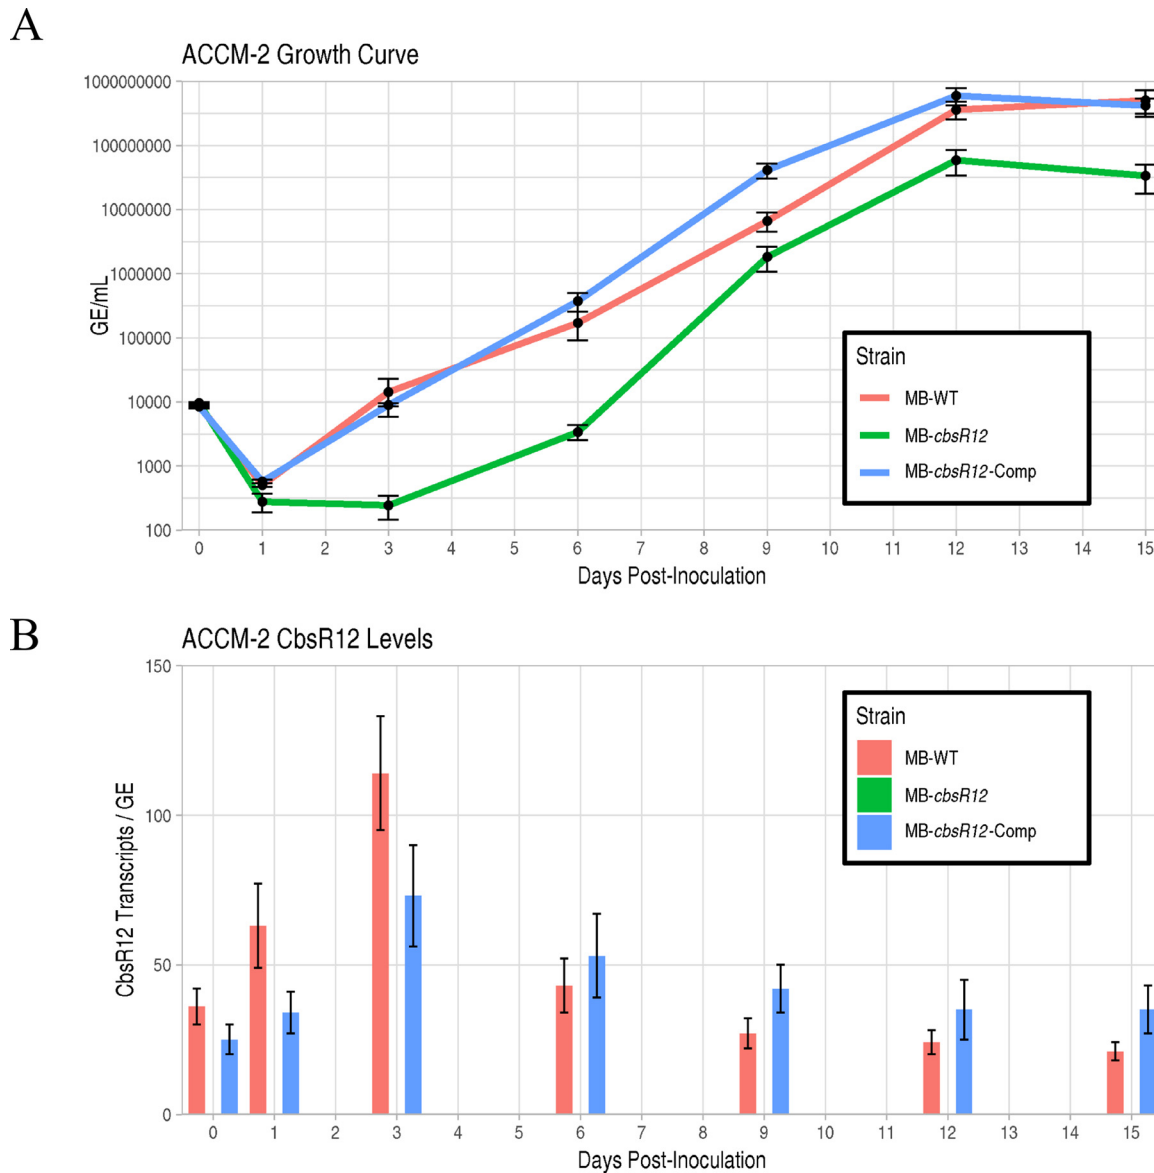 A
ACCM-2 Growth Curve
GE/mL
1000000000
100000000
10000000
1000000
100000
10000
1000
100
0 1 2 3 4 5 6 7 8 9 10 11 12 13 14 15
Days Post-Inoculation
Strain
MB-WT
MB-cbsR12
MB-cbsR12-Comp
B
ACCM-2 CbsR12 Levels
CbsR12 Transcripts / GE
150
100
50
0
0 1 2 3 4 5 6 7 8 9 10 11 12 13 14 15
Days Post-Inoculation
Strain
MB-WT
MB-cbsR12
MB-cbsR12-Comp